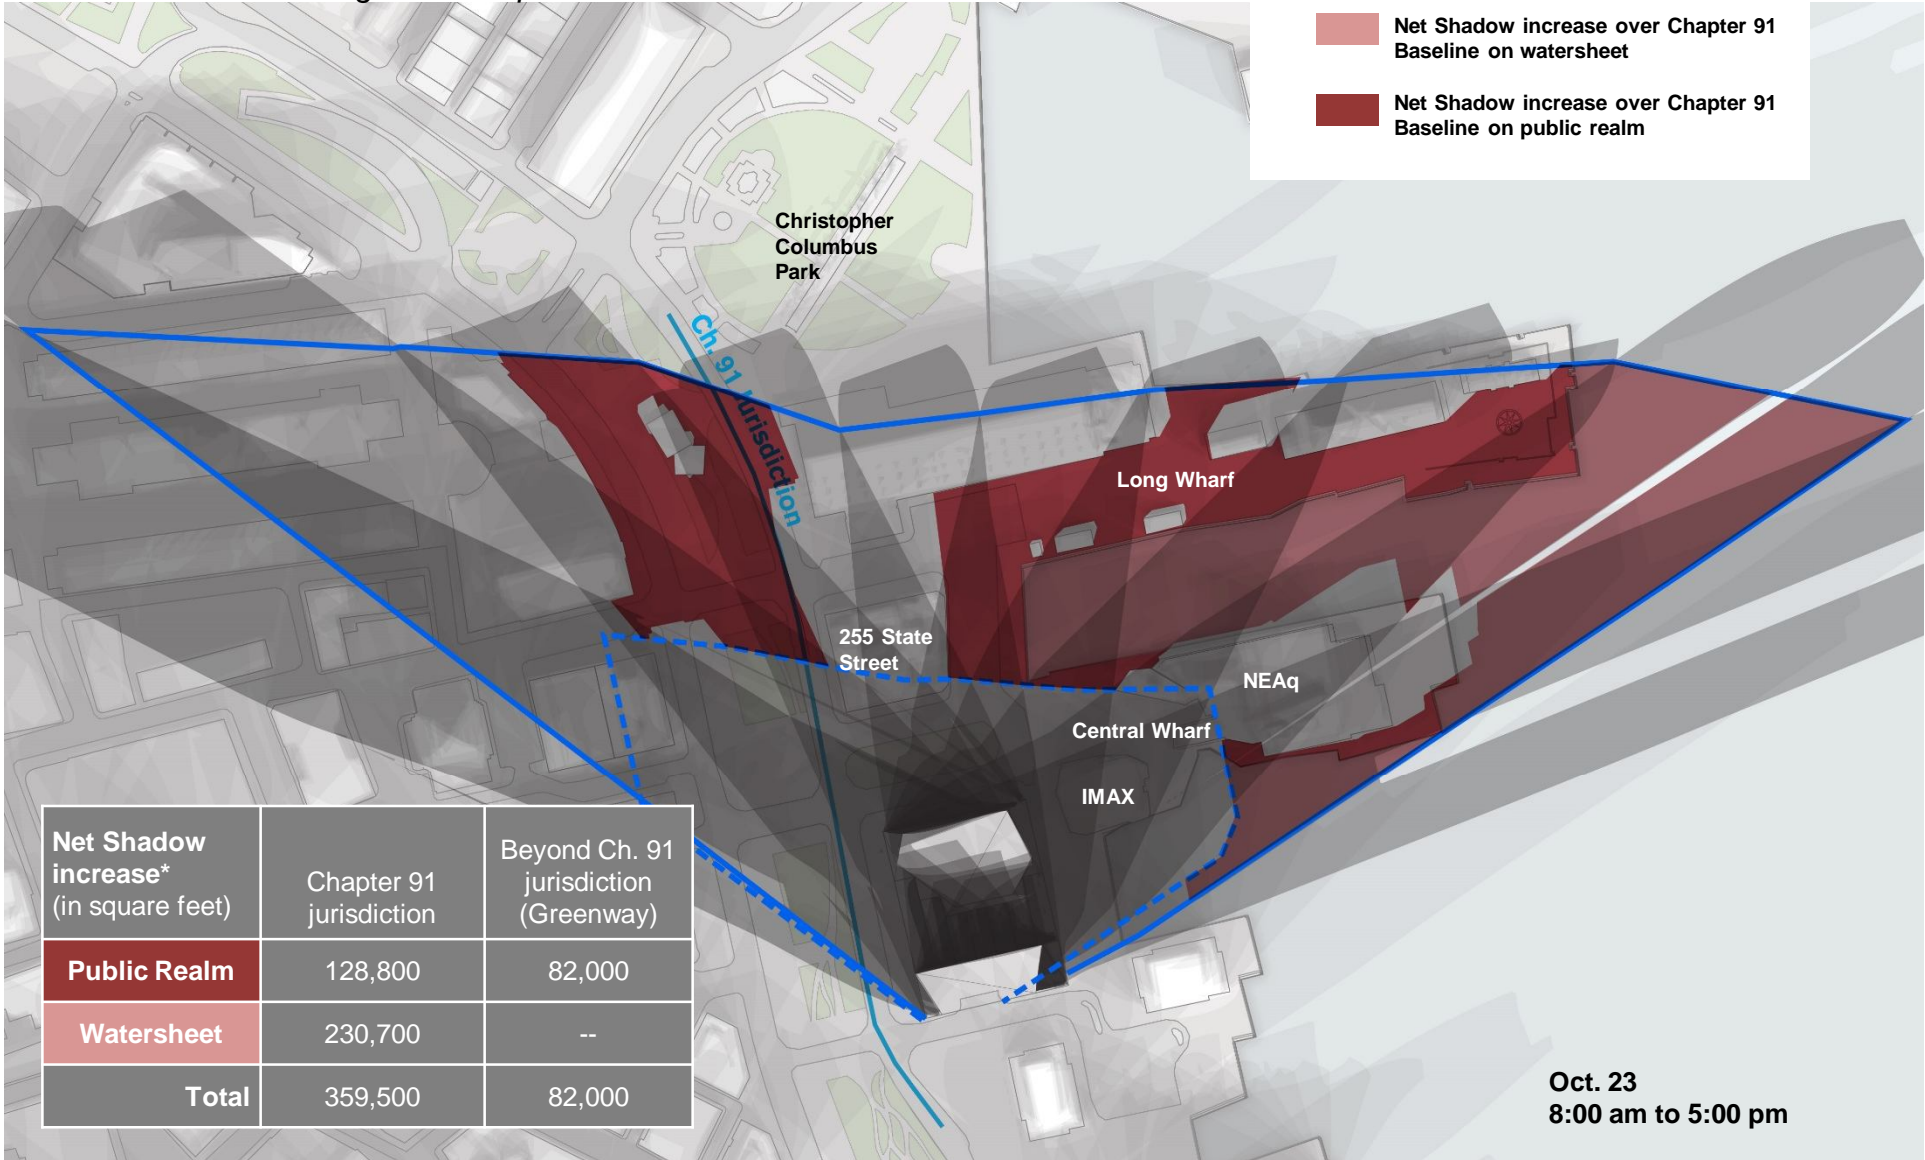 Net Shadow increase over Chapter 91
Baseline on watersheet
Net Shadow increase over Chapter 91
Baseline on public realm
Christopher
Columbus
Park
Ch. 91 Jurisdiction
Long Wharf
255 State
Street
NEAq
Central Wharf
IMAX
Net Shadow
increase*
(in square feet)
Chapter 91
jurisdiction
Beyond Ch. 91
jurisdiction
(Greenway)
Public Realm
128,800
82,000
Watersheet
230,700
--
Total
359,500
82,000
Oct. 23
8:00 am to 5:00 pm